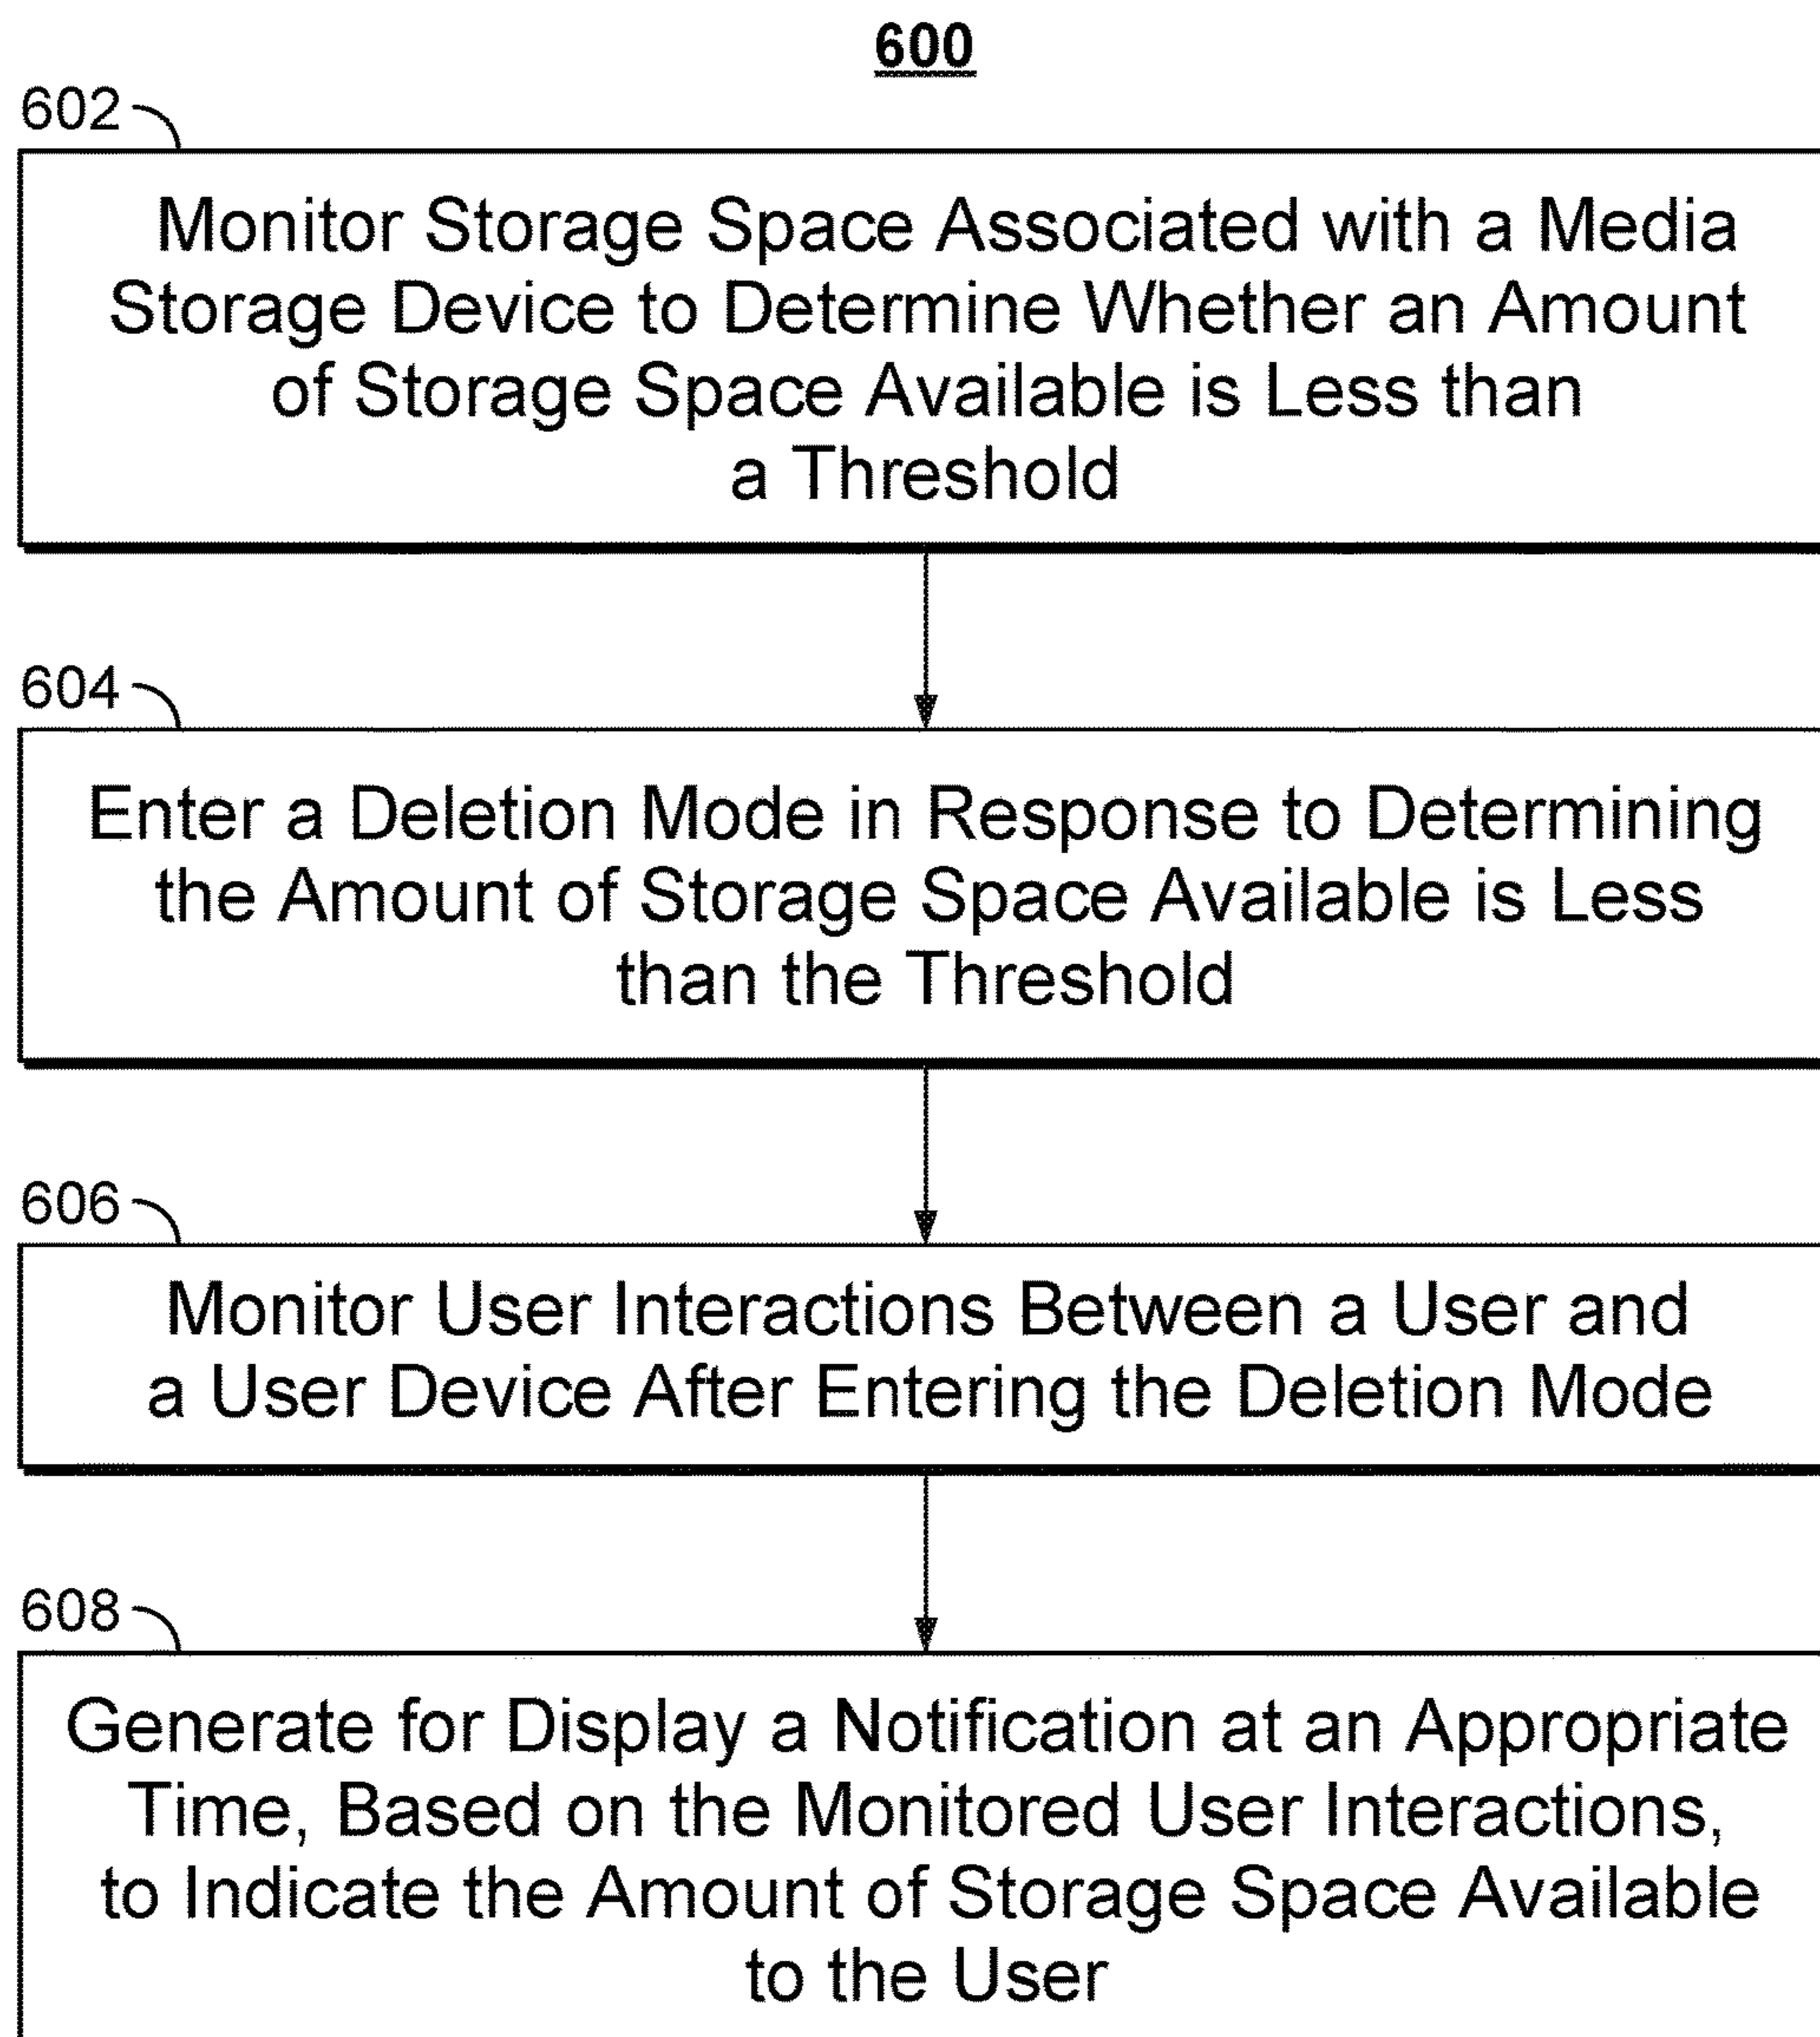 600
602
Monitor Storage Space Associated with a Media
Storage Device to Determine Whether an Amount
of Storage Space Available is Less than
a Threshold
604
Enter a Deletion Mode in Response to Determining
the Amount of Storage Space Available is Less
than the Threshold
606
Monitor User Interactions Between a User and
a User Device After Entering the Deletion Mode
608
Generate for Display a Notification at an Appropriate
Time, Based on the Monitored User Interactions,
to Indicate the Amount of Storage Space Available
to the User